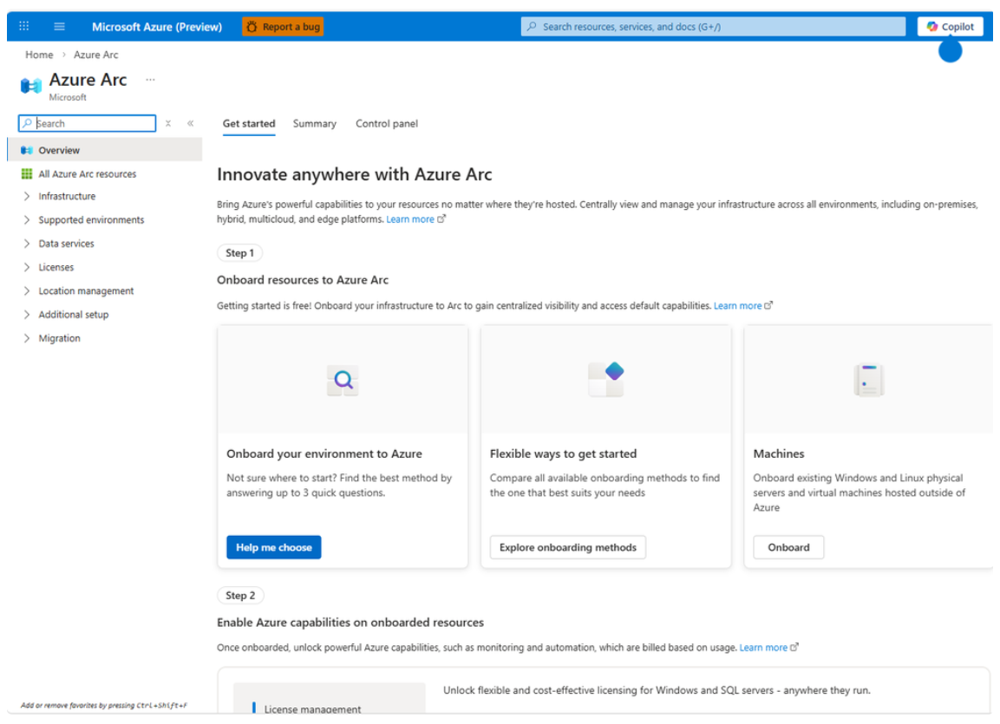 Microsoft Azure (Preview)
Report a bug
Search resources, services, and docs (G+/)
Copilot
Home > Azure Arc
Azure Arc ...
Microsoft
Search
Overview
All Azure Arc resources
Infrastructure
Supported environments
Data services
Licenses
Location management
Additional setup
Migration
Add or remove favorites by pressing Ctrl+Shift+F
Get started Summary Control panel
Innovate anywhere with Azure Arc
Bring Azure's powerful capabilities to your resources no matter where they're hosted. Centrally view and manage your infrastructure across all environments, including on-premises,
hybrid, multicloud, and edge platforms. Learn more
Step 1
Onboard resources to Azure Arc
Getting started is free! Onboard your infrastructure to Arc to gain centralized visibility and access default capabilities. Learn more
Onboard your environment to Azure
Not sure where to start? Find the best method by
answering up to 3 quick questions.
Help me choose
Flexible ways to get started
Compare all available onboarding methods to find
the one that best suits your needs
Explore onboarding methods
Machines
Onboard existing Windows and Linux physical
servers and virtual machines hosted outside of
Azure
Onboard
Step 2
Enable Azure capabilities on onboarded resources
Once onboarded, unlock powerful Azure capabilities, such as monitoring and automation, which are billed based on usage. Learn more
License management
Unlock flexible and cost-effective licensing for Windows and SQL servers - anywhere they run.